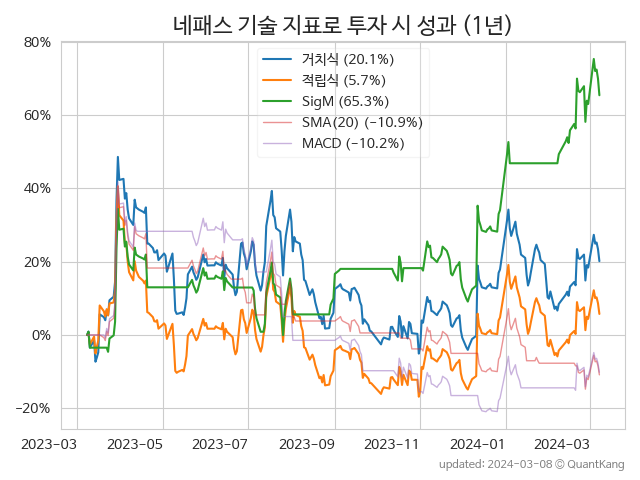 네패스 기술 지표로 투자 시 성과 (1년)
거치식 (20.1%)
적립식 (5.7%)
SigM (65.3%)
SMA(20) (−10.9%)
MACD (−10.2%)
80%
60%
40%
20%
0%
−20%
2023−03 2023−05 2023−07 2023−09 2023−11 2024−01 2024−03
updated: 2024−03−08 © QuantKang